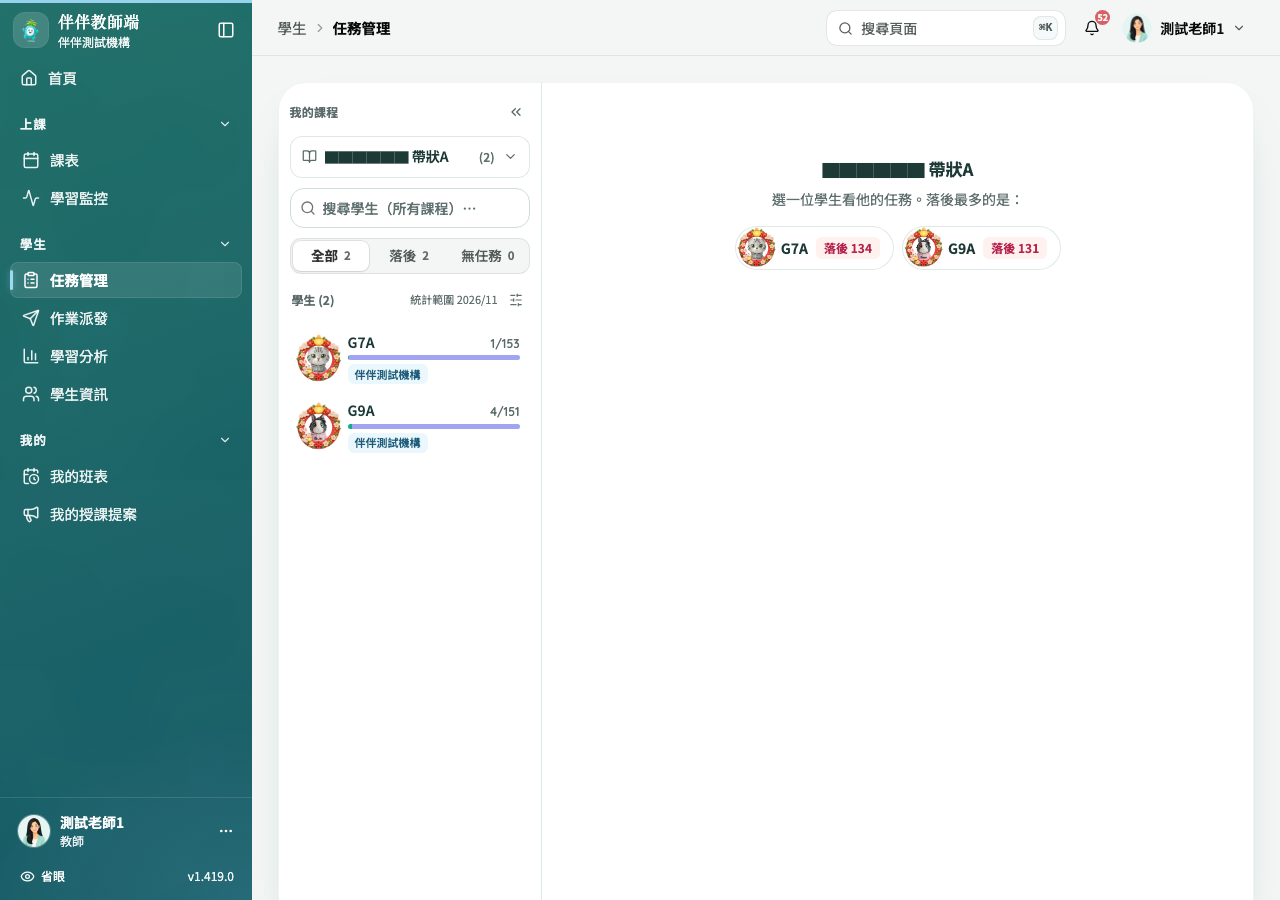 伴伴教師端
伴伴測試機構
首頁
上課
課表
學習監控
學生
任務管理
作業派發
學習分析
學生資訊
我的
我的班表
我的授課提案
測試老師1
教師
省眼
v1.419.0
學生 > 任務管理
搜尋頁面
⌘K
52
測試老師1
我的課程
帶狀A (2)
搜尋學生（所有課程）…
全部 2 落後 2 無任務 0
學生 (2) 統計範圍 2026/11
G7A 1/153
伴伴測試機構
G9A 4/151
伴伴測試機構
帶狀A
選一位學生看他的任務。落後最多的是：
G7A 落後 134 G9A 落後 131